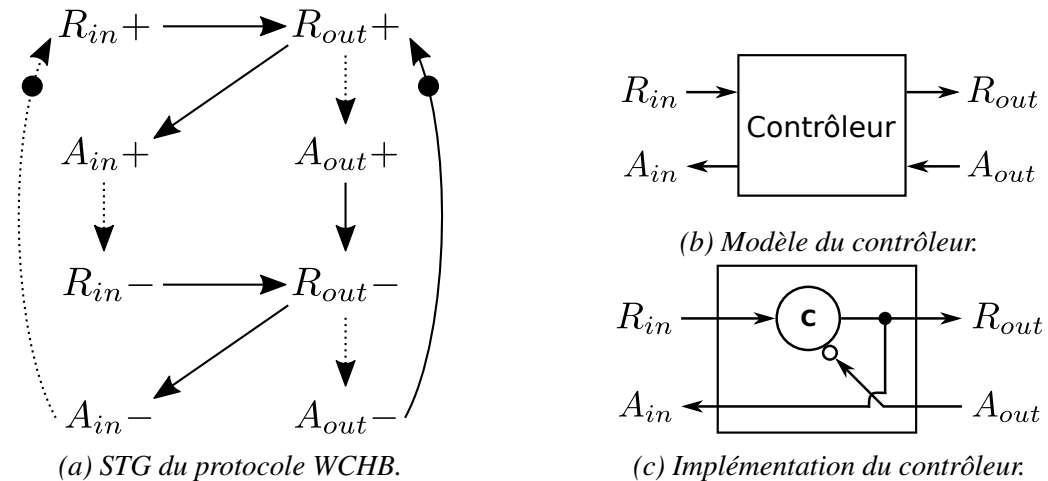 R_in+ R_out+
A_in+ A_out+
R_in− R_out−
A_in− A_out−
(a) STG du protocole WCHB.
R_in Contrôleur R_out
A_in A_out
(b) Modèle du contrôleur.
R_in C R_out
A_in A_out
(c) Implémentation du contrôleur.